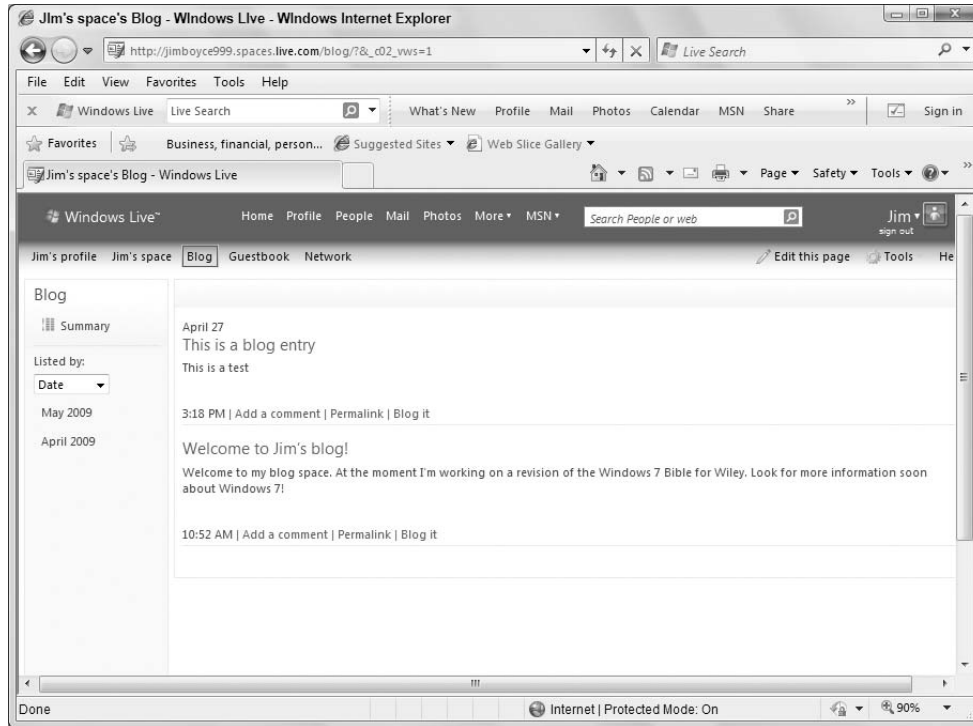 Jim's space's Blog - Windows Live - Windows Internet Explorer
http://jimboyce999.spaces.live.com/blog/?&_c02_vws=1
Live Search
File Edit View Favorites Tools Help
X Windows Live Live Search What's New Profile Mail Photos Calendar MSN Share » Sign in
Favorites Business, financial, person... Suggested Sites Web Slice Gallery
Jim's space's Blog - Windows Live Page Safety Tools »
Windows Live™ Home Profile People Mail Photos More MSN Search People or web Jim
sign out
Jim's profile Jim's space Blog Guestbook Network Edit this page Tools He
Blog
Summary
Listed by:
Date
May 2009
April 2009
April 27
This is a blog entry
This is a test
3:18 PM | Add a comment | Permalink | Blog it
Welcome to Jim's blog!
Welcome to my blog space. At the moment I'm working on a revision of the Windows 7 Bible for Wiley. Look for more information soon
about Windows 7!
10:52 AM | Add a comment | Permalink | Blog it
Done Internet | Protected Mode: On 90%